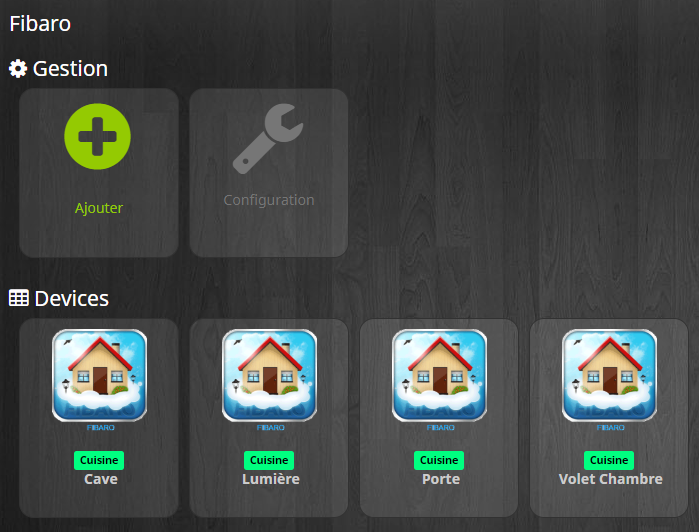 Fibaro
Gestion
Ajouter
Configuration
Devices
FIBARO
FIBARO
FIBARO
FIBARO
Cuisine
Cuisine
Cuisine
Cuisine
Cave
Lumière
Porte
Volet Chambre